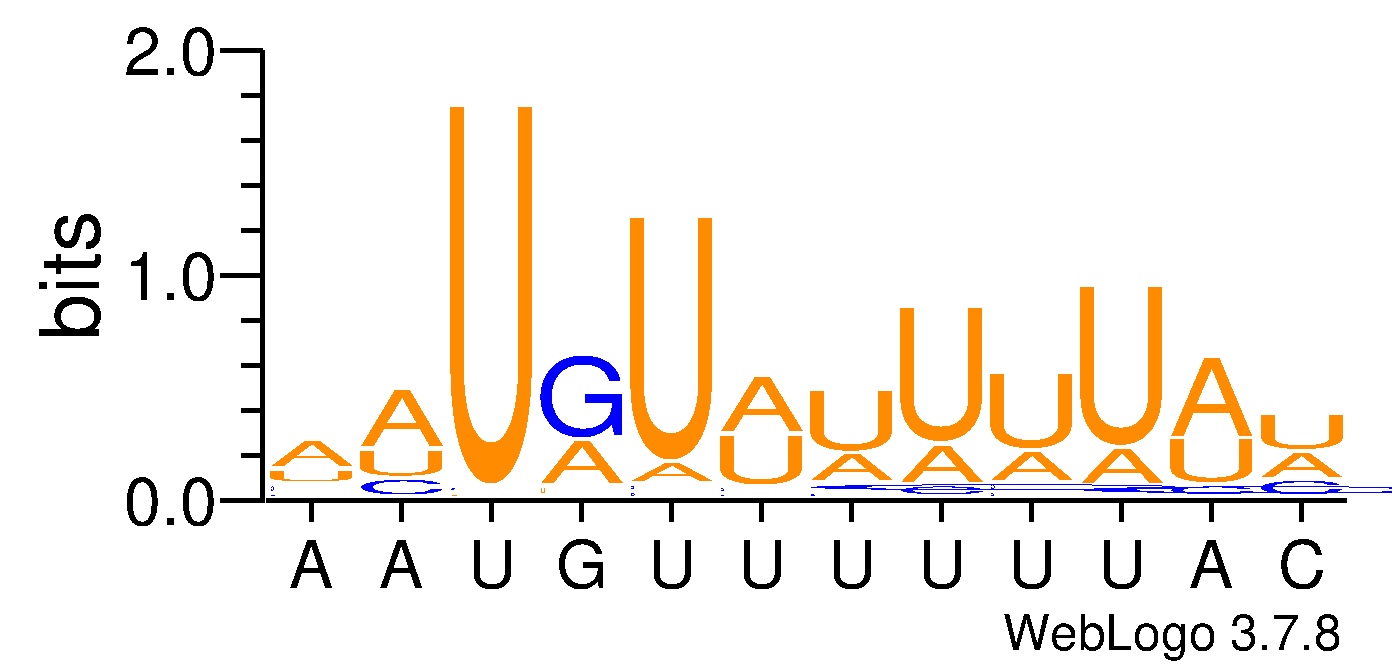 2.0
1.0
0.0
bits
A A U G U A U U U U A U
A U A U U A A A A U A
C C
A A U G U U U U U U A C
WebLogo 3.7.8